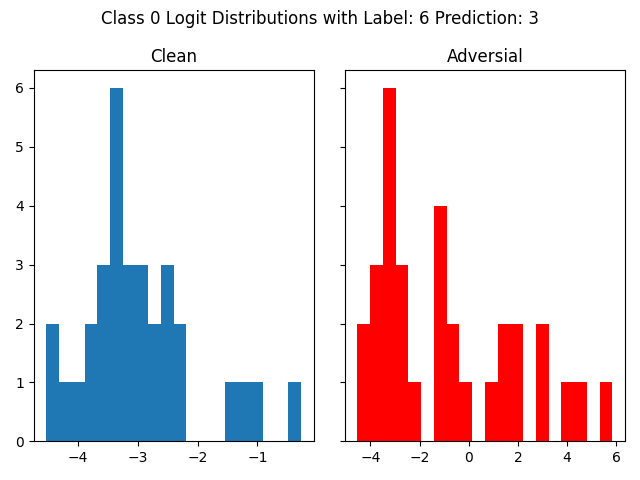 Class 0 Logit Distributions with Label: 6 Prediction: 3
Clean
Adversial
6
5
4
3
2
1
0
−4 −3 −2 −1
−4 −2 0 2 4 6